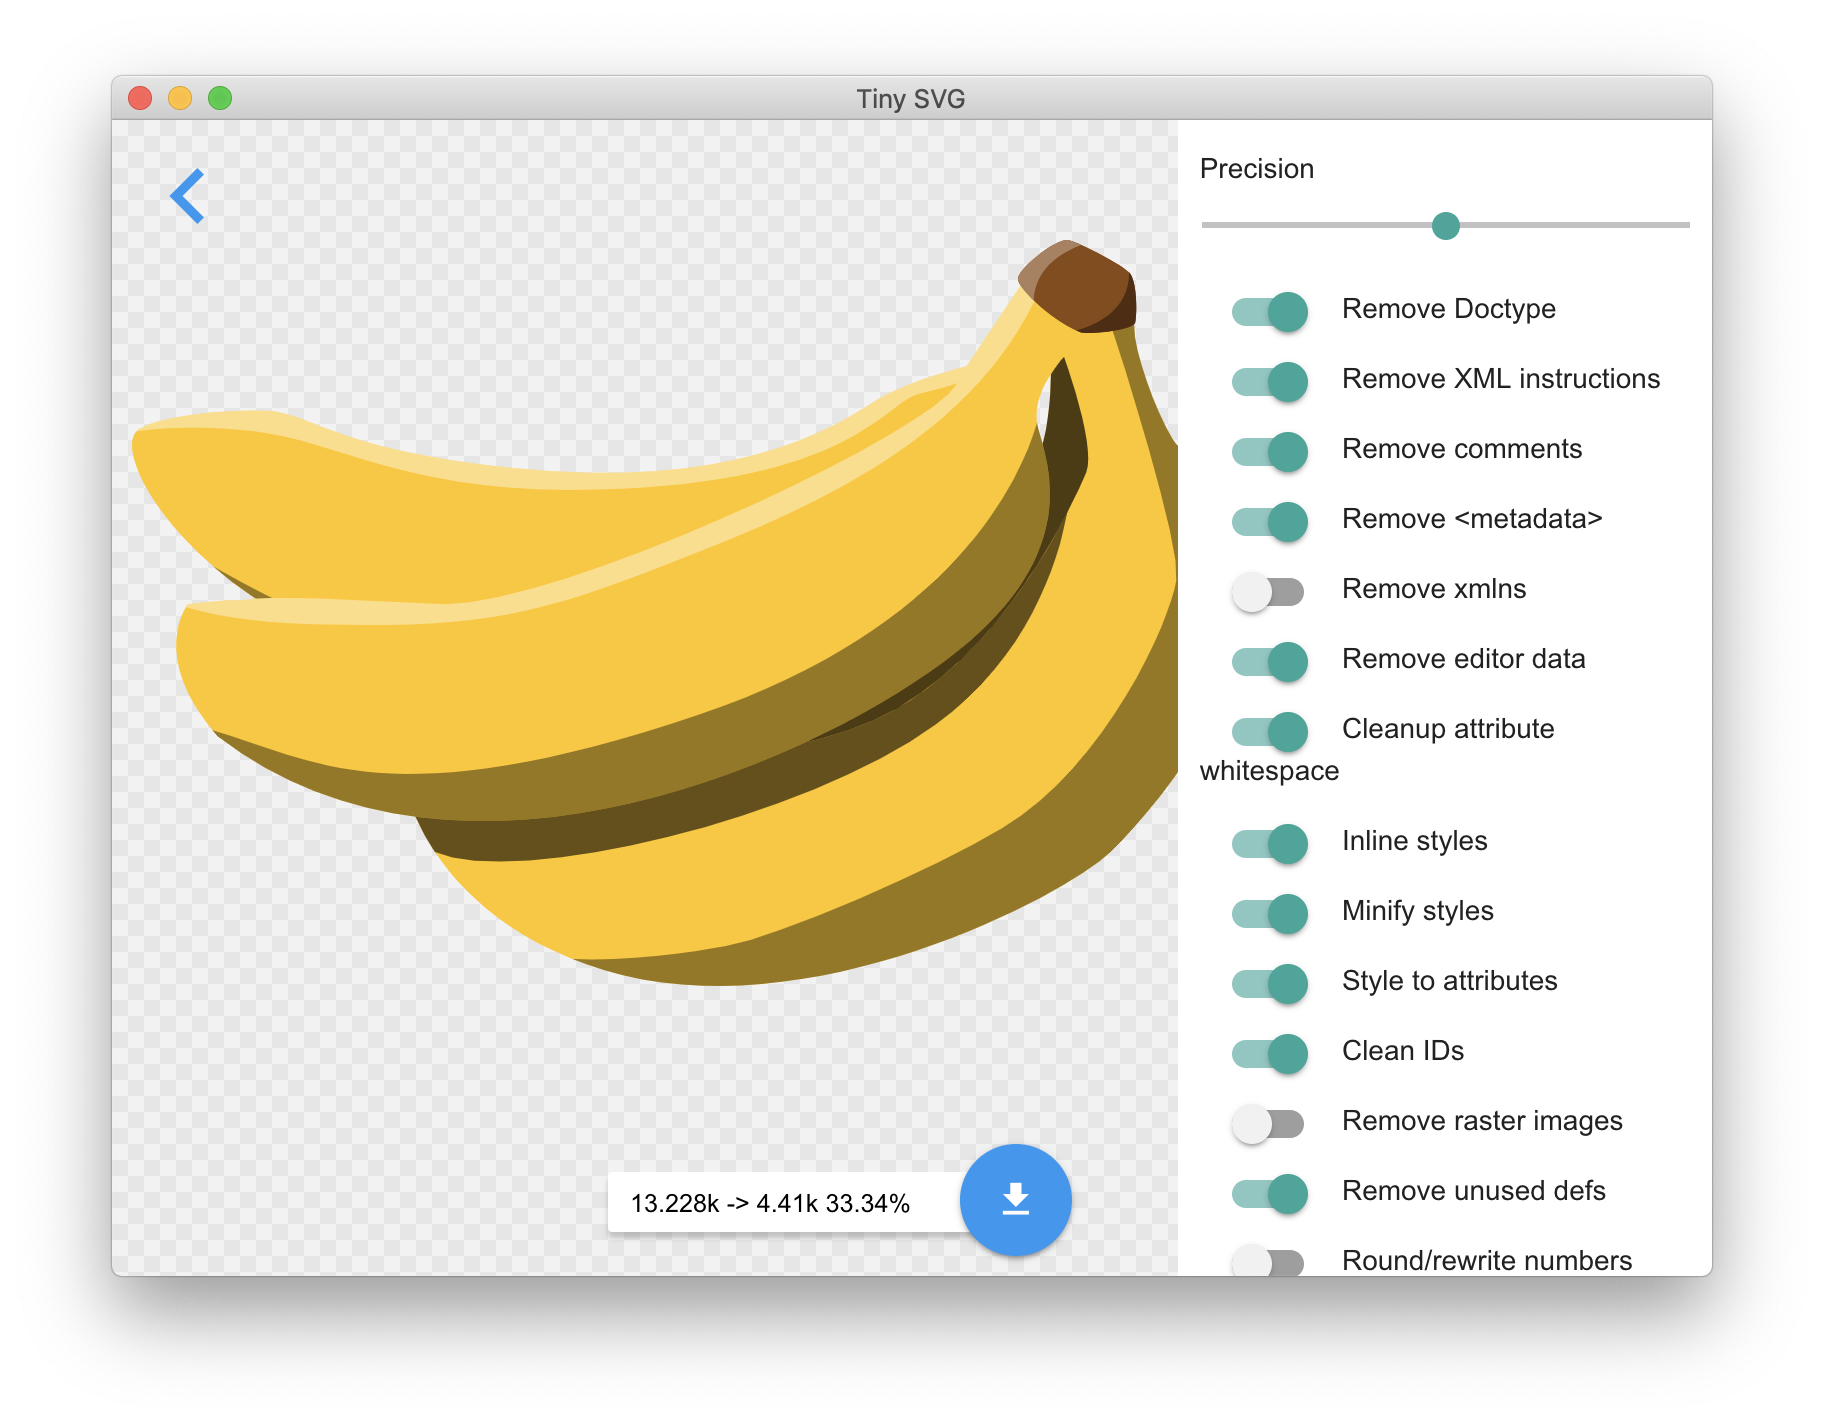 Tiny SVG
Precision
Remove Doctype
Remove XML instructions
Remove comments
Remove <metadata>
Remove xmlns
Remove editor data
Cleanup attribute
whitespace
Inline styles
Minify styles
Style to attributes
Clean IDs
Remove raster images
Remove unused defs
Round/rewrite numbers
13.228k -> 4.41k 33.34%